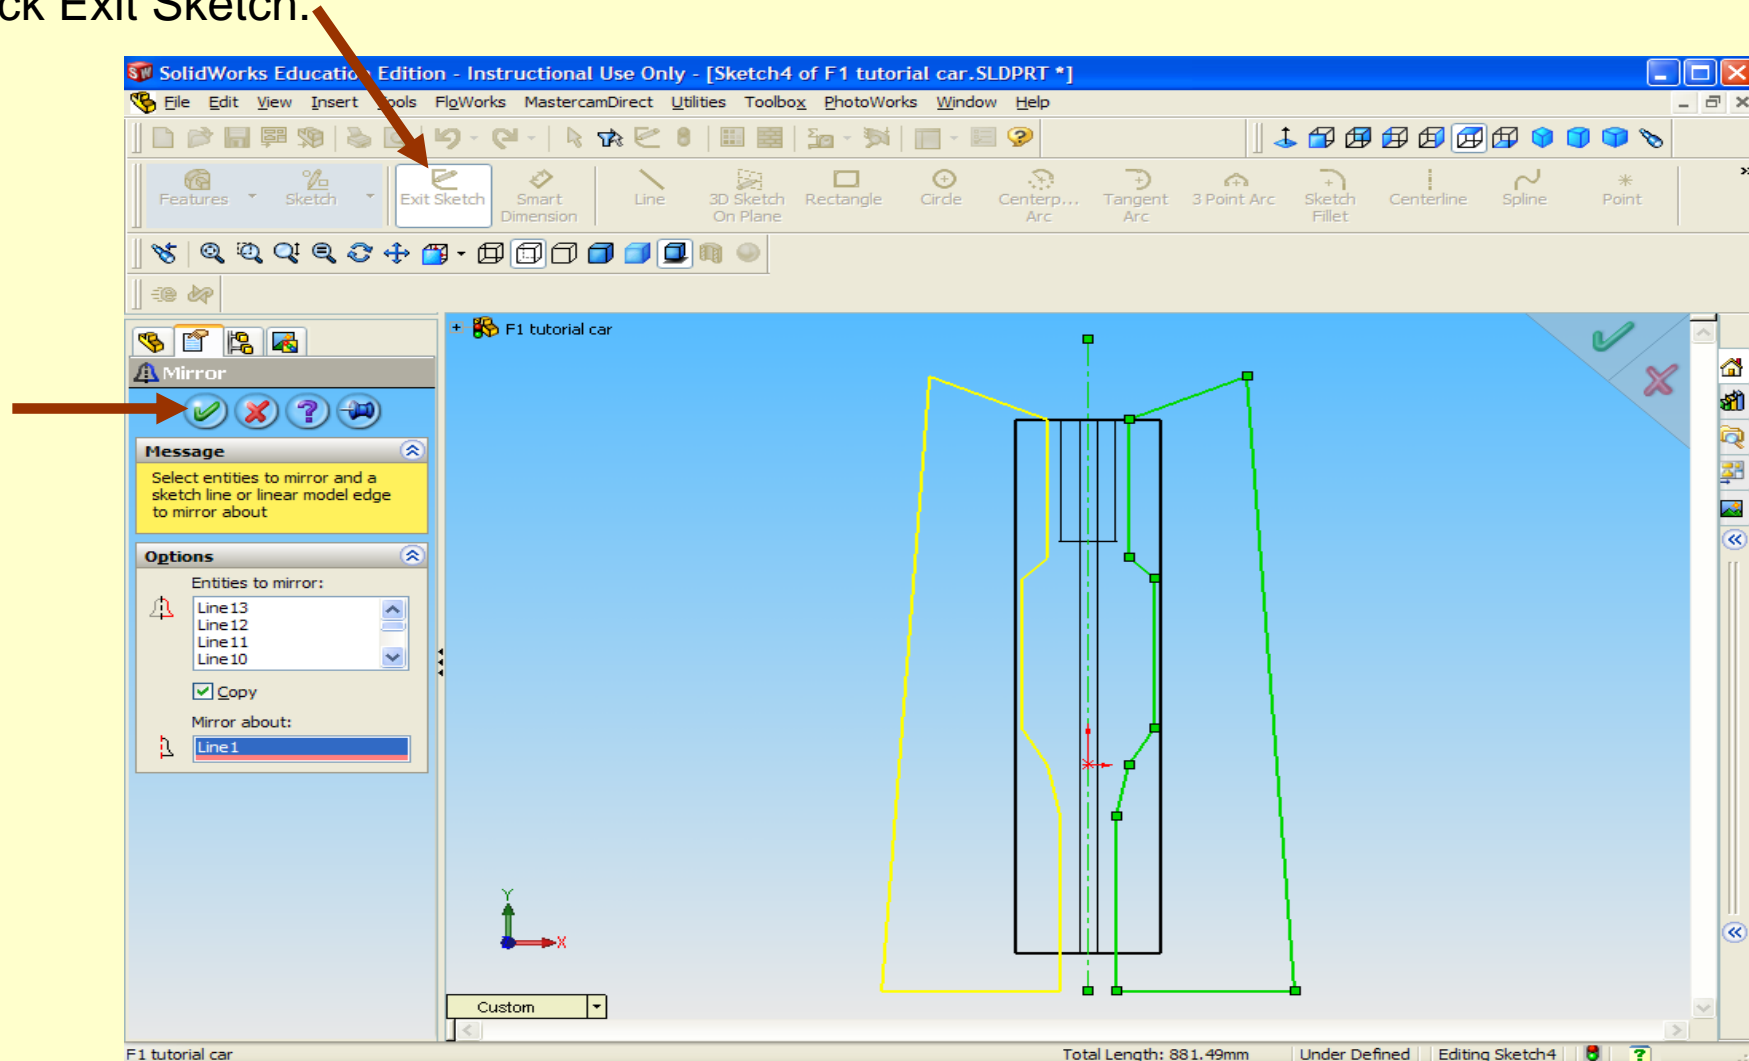 ck Exit Sketch.
SolidWorks Education Edition - Instructional Use Only - [Sketch4 of F1 tutorial car.SLDPRT *]
File Edit View Insert Tools FloWorks MastercamDirect Utilities Toolbox PhotoWorks Window Help
Features Sketch Exit Sketch Smart Dimension Line 3D Sketch On Plane Rectangle Circle Centerp... Arc Tangent Arc 3 Point Arc Sketch Fillet Centerline Spline Point
F1 tutorial car
Mirror
Message
Select entities to mirror and a
sketch line or linear model edge
to mirror about
Options
Entities to mirror:
Line13
Line12
Line11
Line10
Copy
Mirror about:
Line1
Y
X
Custom
F1 tutorial car Total Length: 881.49mm Under Defined Editing Sketch4